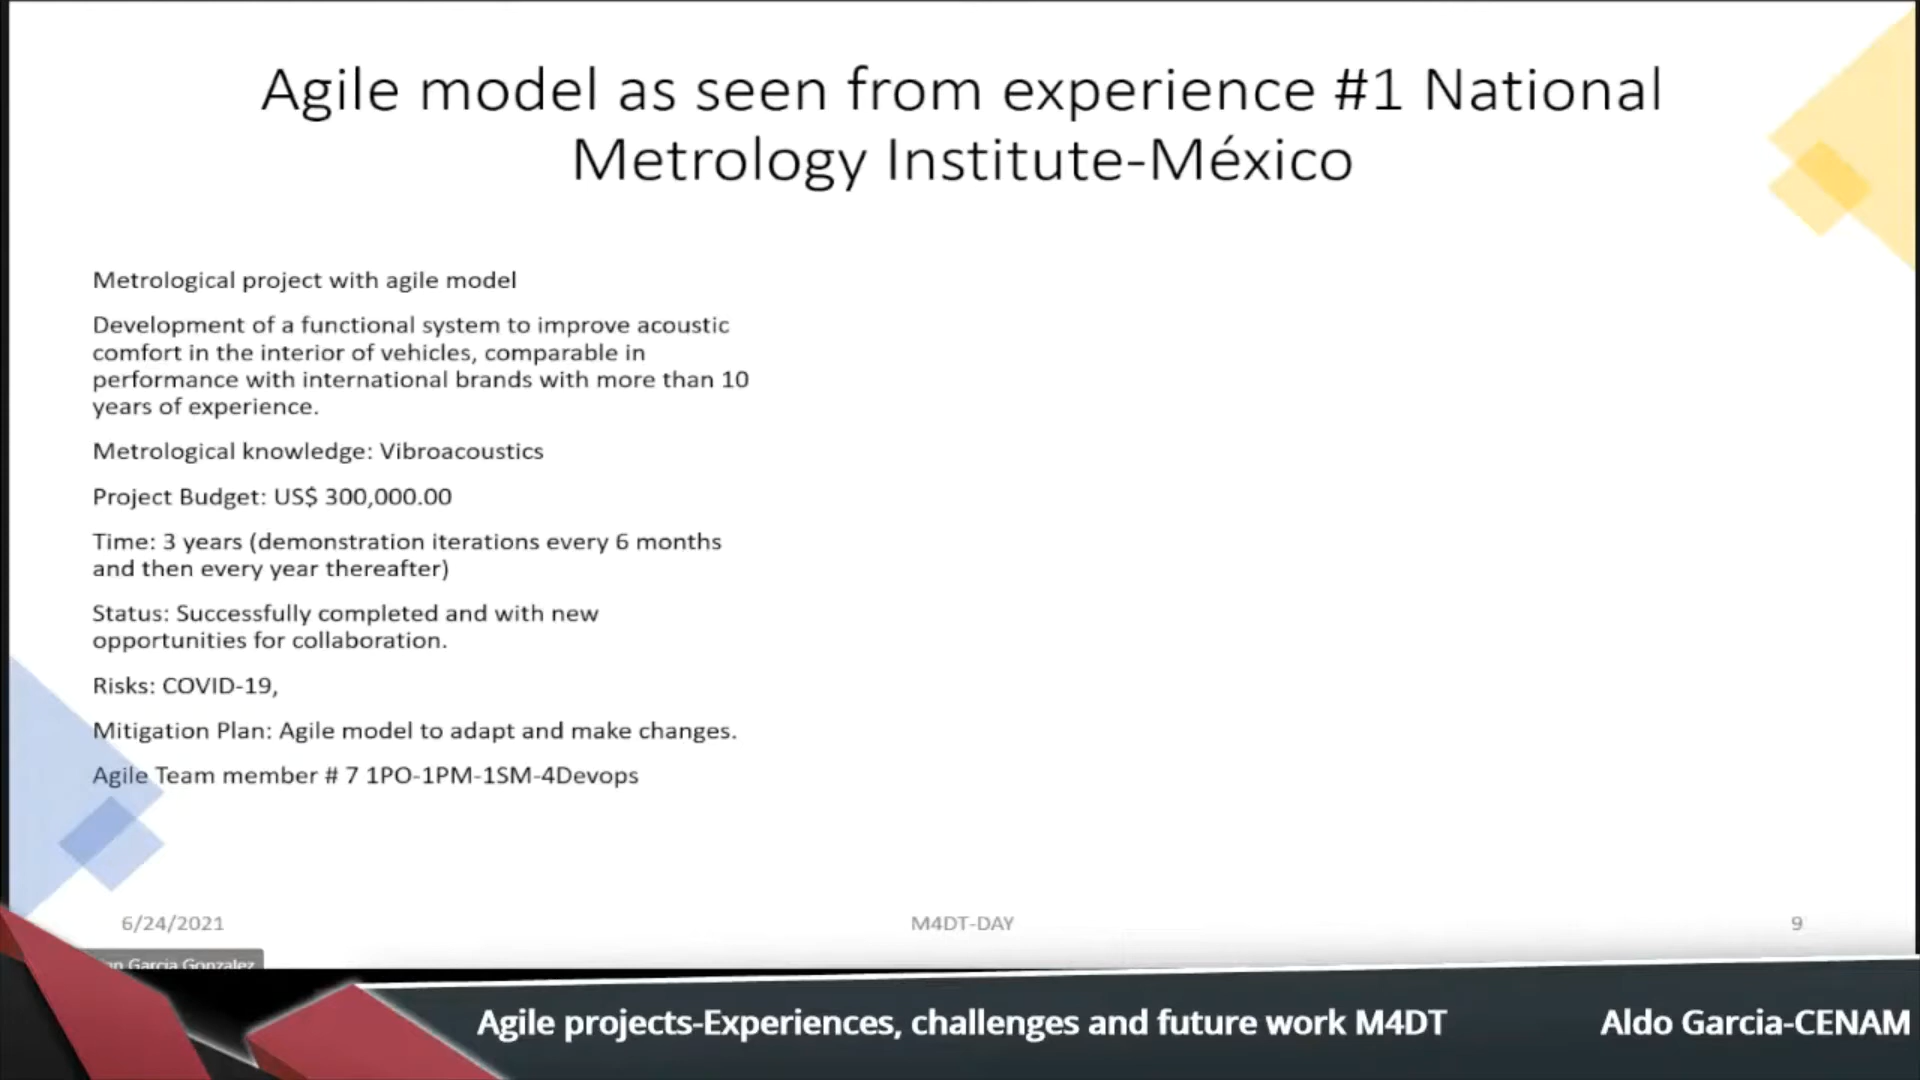 Agile model as seen from experience #1 National
Metrology Institute-México
Metrological project with agile model
Development of a functional system to improve acoustic
comfort in the interior of vehicles, comparable in
performance with international brands with more than 10
years of experience.
Metrological knowledge: Vibroacoustics
Project Budget: US$ 300,000.00
Time: 3 years (demonstration iterations every 6 months
and then every year thereafter)
Status: Successfully completed and with new
opportunities for collaboration.
Risks: COVID-19,
Mitigation Plan: Agile model to adapt and make changes.
Agile Team member # 7 1PO-1PM-1SM-4Devops
6/24/2021
M4DT-DAY
9
Garcia Gonzalez
Agile projects-Experiences, challenges and future work M4DT
Aldo Garcia-CENAM